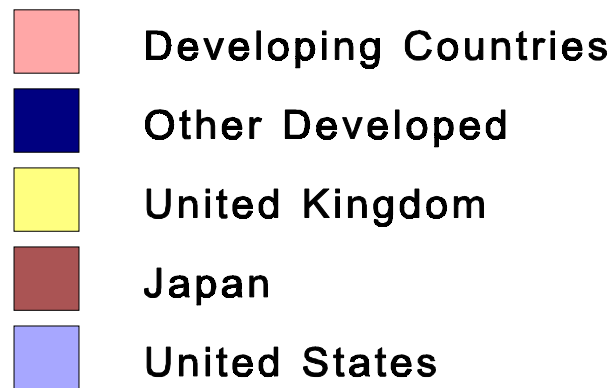 Developing Countries
Other Developed
United Kingdom
Japan
United States